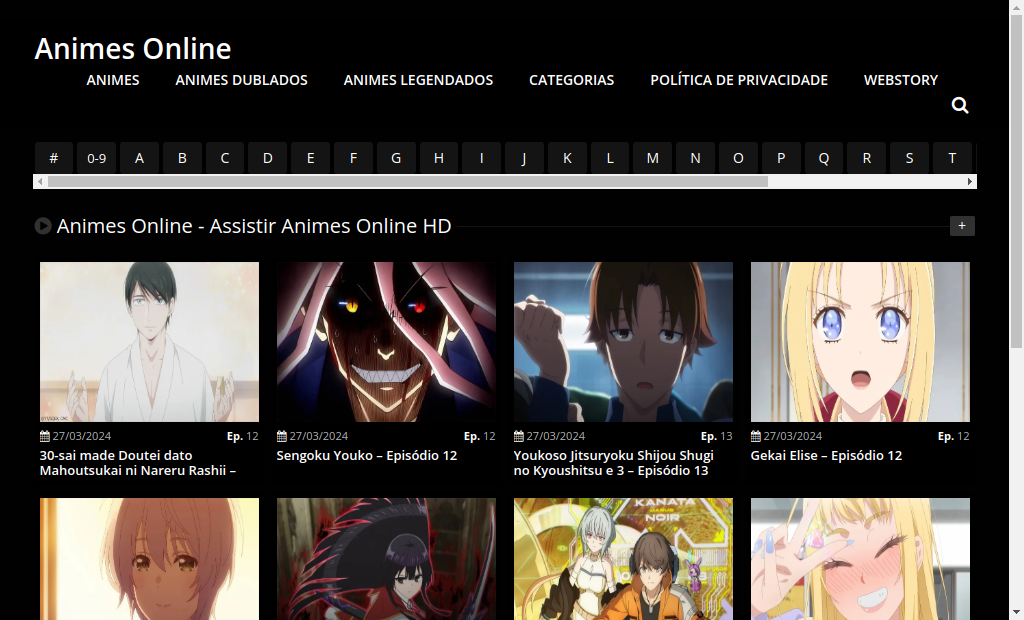 Animes Online
ANIMES ANIMES DUBLADOS ANIMES LEGENDADOS CATEGORIAS POLÍTICA DE PRIVACIDADE WEBSTORY
# 0-9 A B C D E F G H I J K L M N O P Q R S T
Animes Online - Assistir Animes Online HD +
27/03/2024 Ep. 12
30-sai made Doutei dato
Mahoutsukai ni Nareru Rashii –
27/03/2024 Ep. 12
Sengoku Youko – Episódio 12
27/03/2024 Ep. 13
Youkoso Jitsuryoku Shijou Shugi
no Kyoushitsu e 3 – Episódio 13
27/03/2024 Ep. 12
Gekai Elise – Episódio 12
KANATA
NOIR